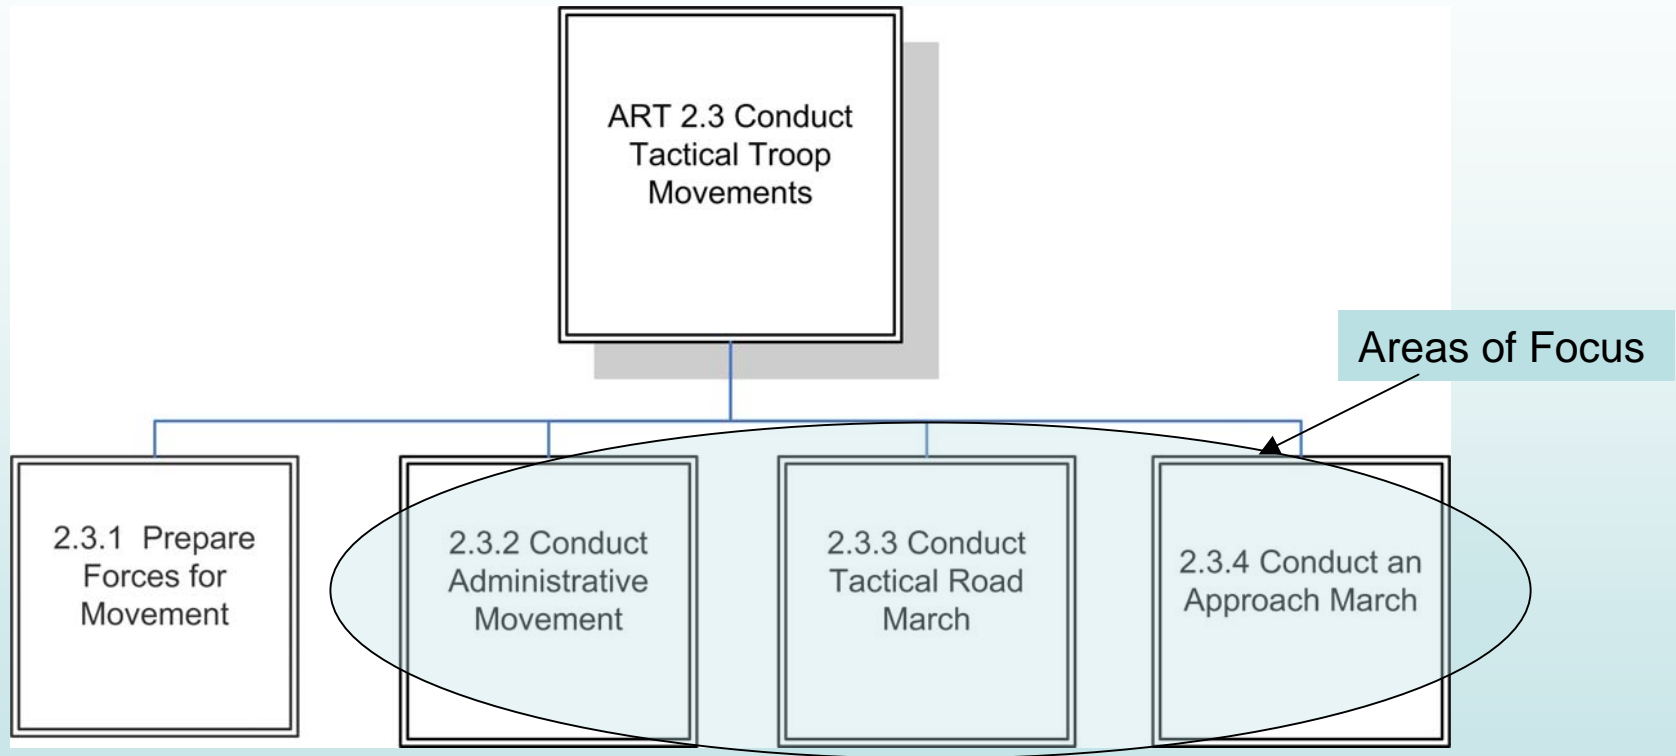 ART 2.3 Conduct
Tactical Troop
Movements
Areas of Focus
2.3.1 Prepare
Forces for
Movement
2.3.2 Conduct
Administrative
Movement
2.3.3 Conduct
Tactical Road
March
2.3.4 Conduct an
Approach March